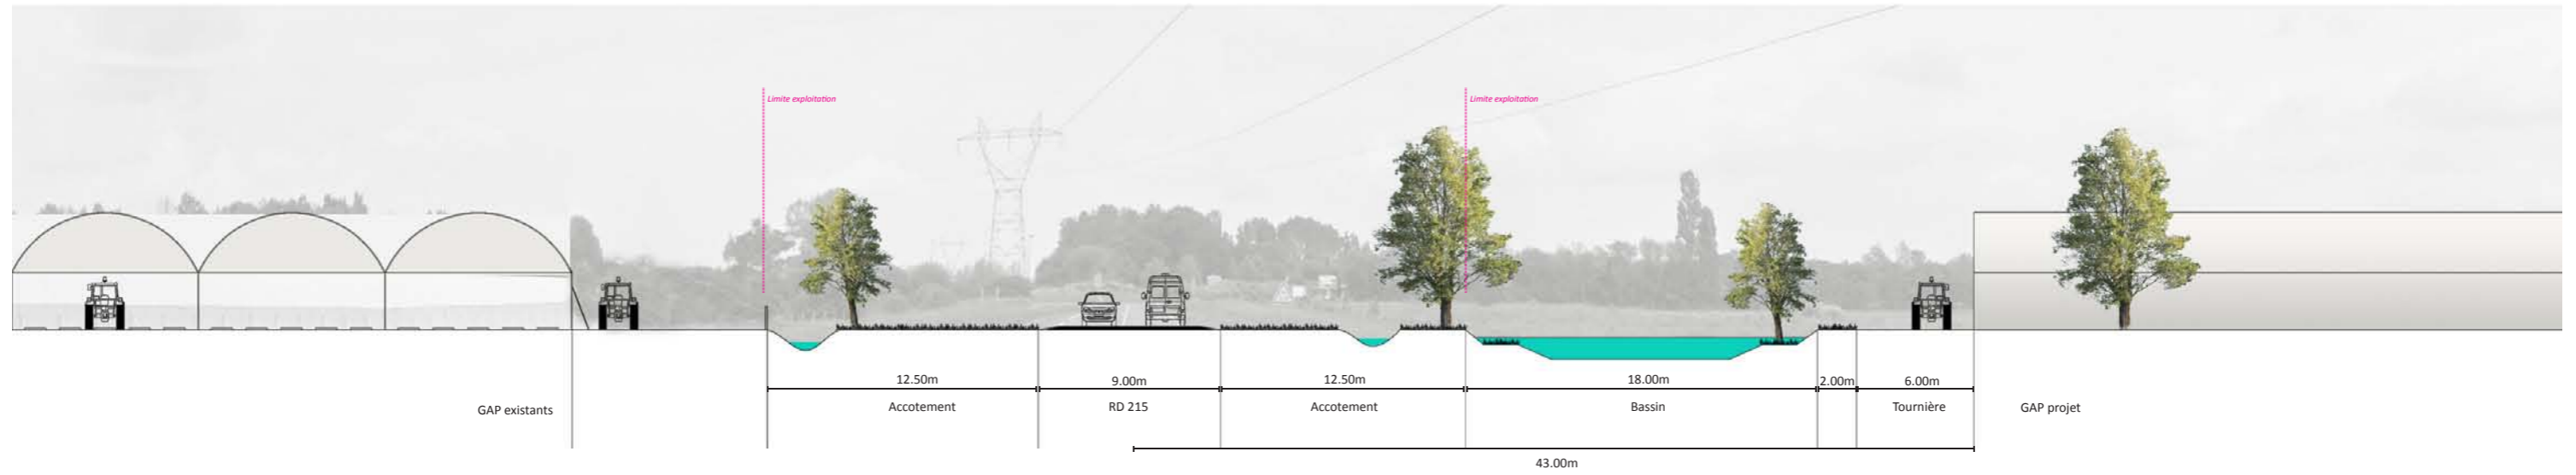 Limite exploitation
Limite exploitation
12.50m
9.00m
12.50m
18.00m
2.00m
6.00m
GAP existants
Accotement
RD 215
Accotement
Bassin
Tournière
GAP projet
43.00m